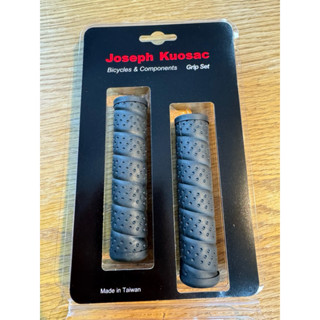 Joseph Kuosac
Bicycles & Components Grip Set
Made in Taiwan